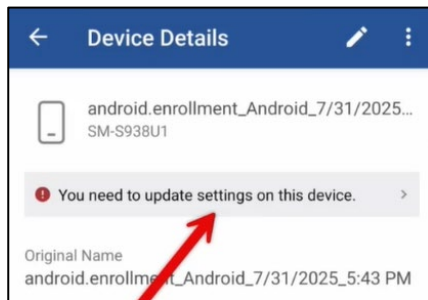 Device Details
android.enrollment_Android_7/31/2025...
SM-S938U1
You need to update settings on this device.
Original Name
android.enrollment_Android_7/31/2025_5:43 PM